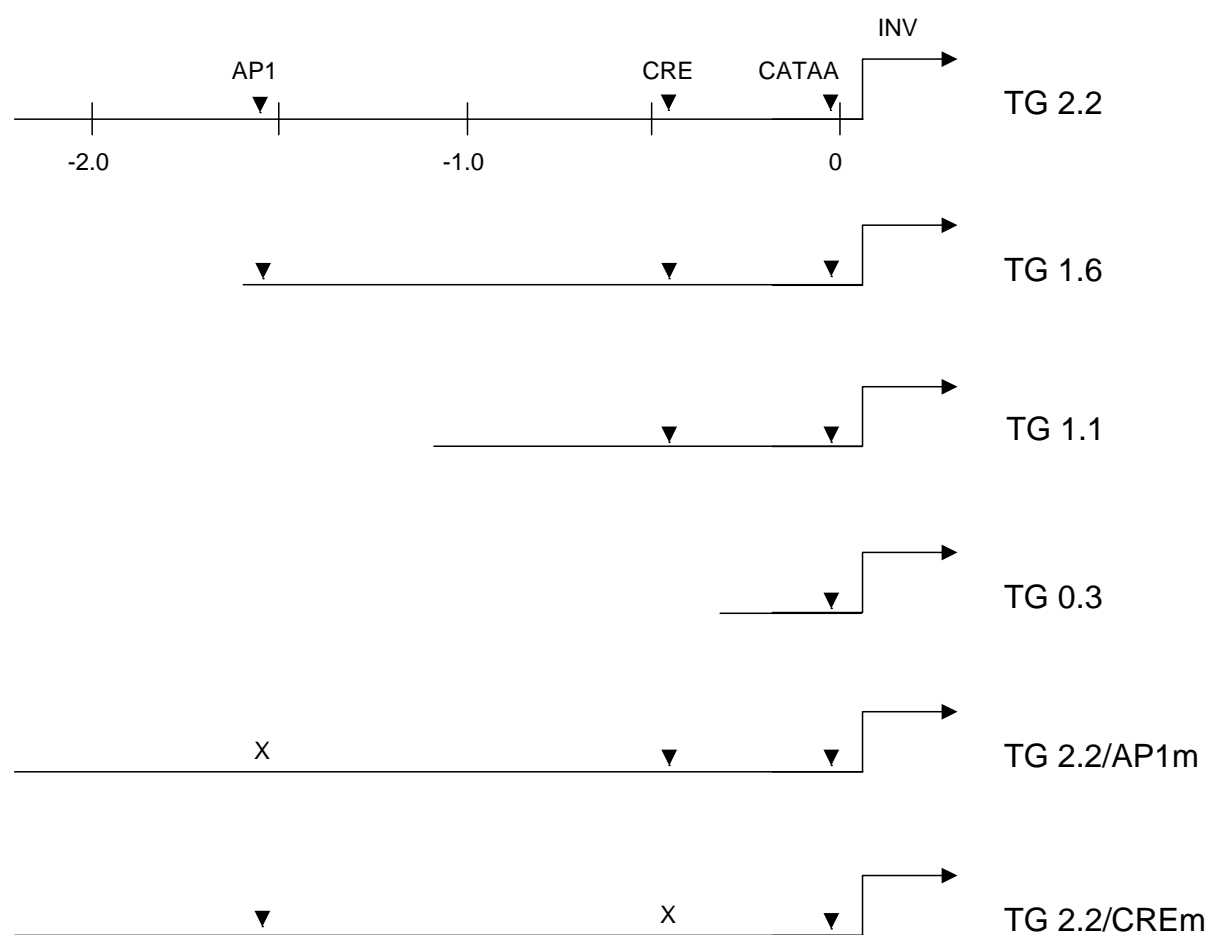 INV
AP1 CRE CATAA
TG 2.2
-2.0 -1.0 0
TG 1.6
TG 1.1
TG 0.3
X
TG 2.2/AP1m
X
TG 2.2/CREm